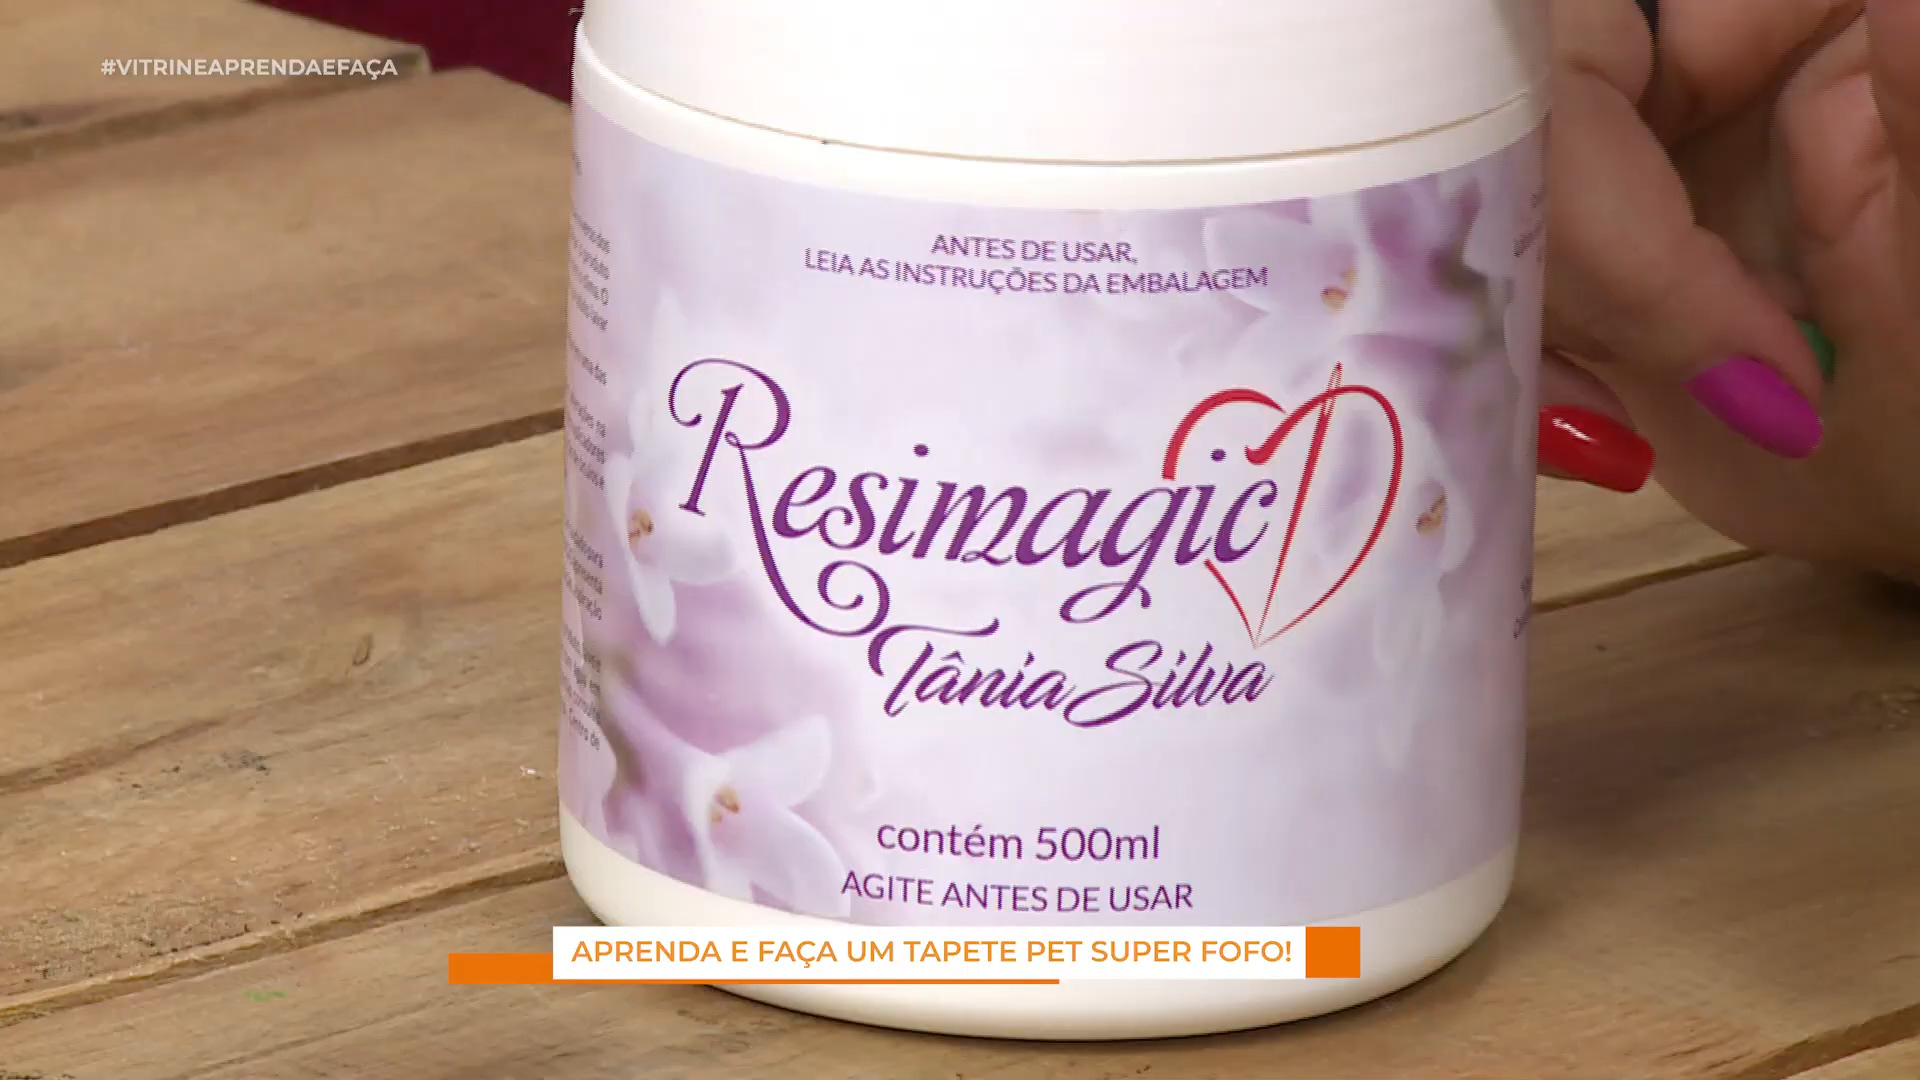 #VITRINEAPRENDAEFAÇA
ANTES DE USAR,
LEIA AS INSTRUÇÕES DA EMBALAGEM
Resimagic
Tânia Silva
contém 500ml
AGITE ANTES DE USAR
APRENDA E FAÇA UM TAPETE PET SUPER FOFO!